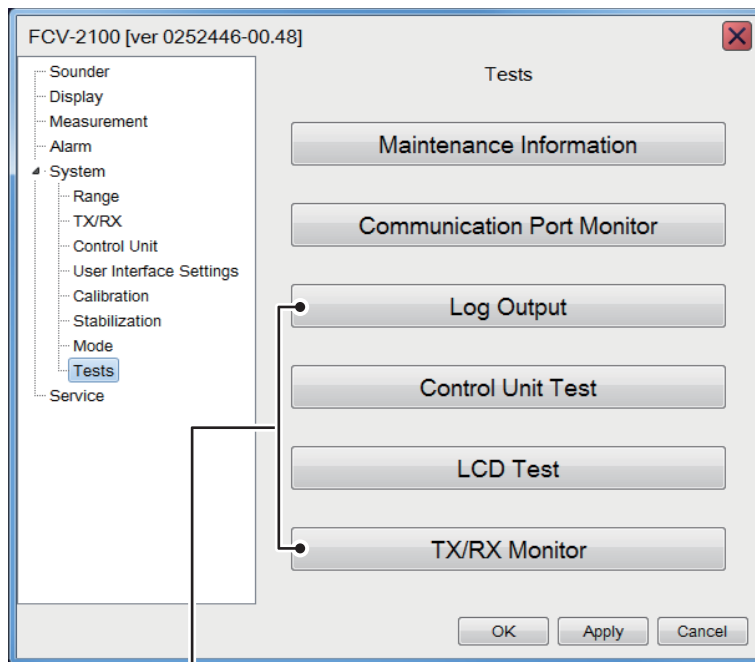 FCV-2100 [ver 0252446-00.48]
Sounder
Display
Measurement
Alarm
System
Range
TX/RX
Control Unit
User Interface Settings
Calibration
Stabilization
Mode
Tests
Service
Tests
Maintenance Information
Communication Port Monitor
Log Output
Control Unit Test
LCD Test
TX/RX Monitor
OK
Apply
Cancel